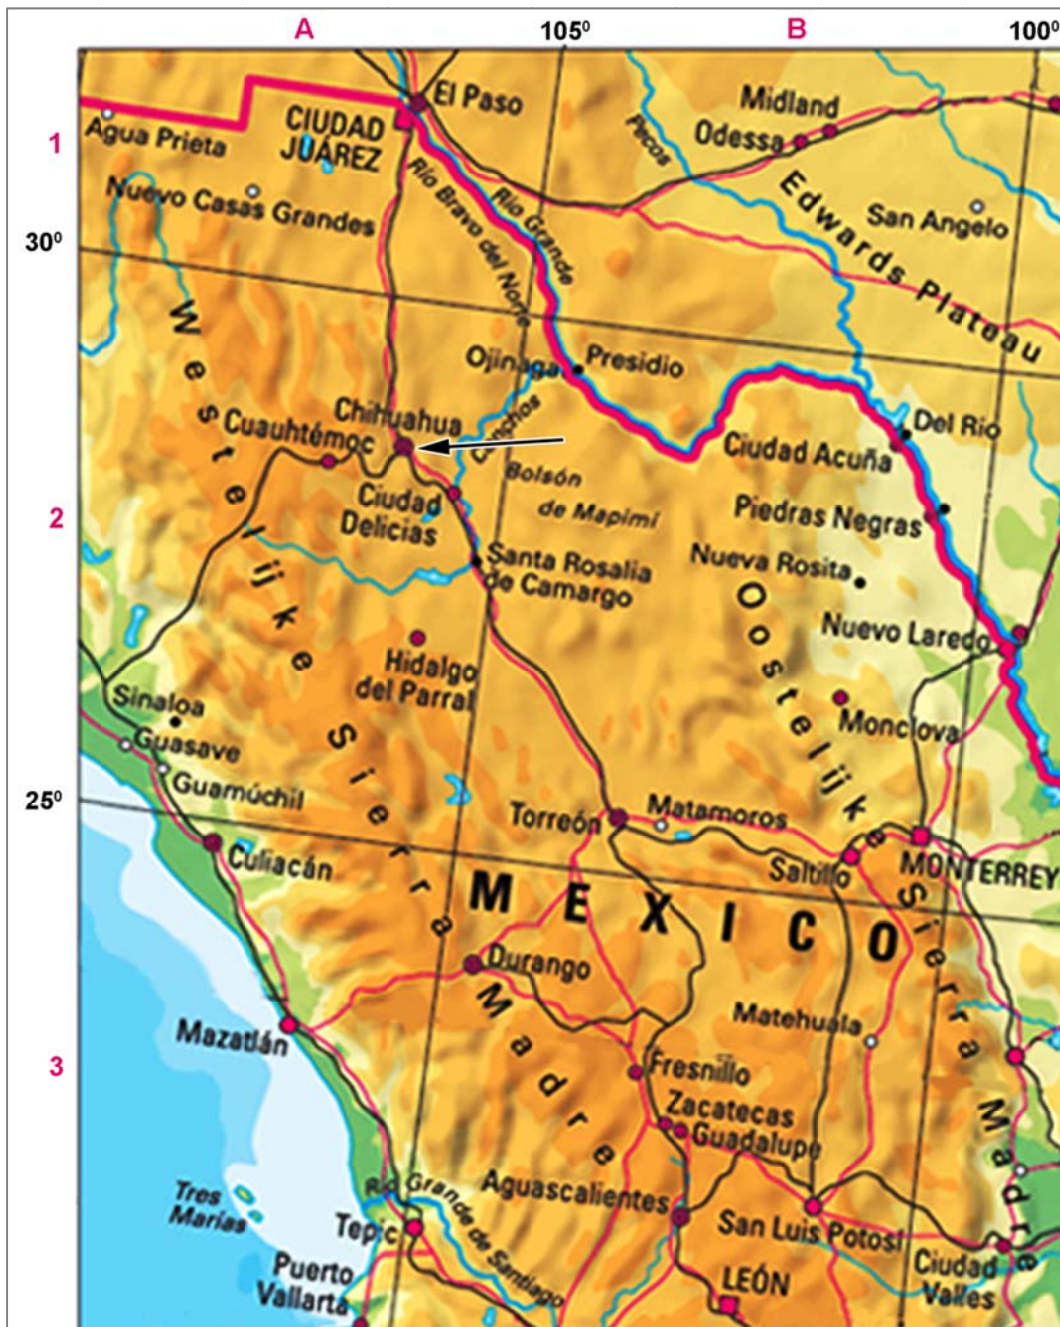 A
105⁰
B
100⁰
El Paso
Midland
Odessa
Agua Prieta
CIUDAD
JUÁREZ
1
Pecos
Nuevo Casas Grandes
Río Bravo del Norte
Rio Grande
Edwards Plateau
San Angelo
30⁰
Ojinaga
Presidio
Chihuahua
Cuauhtémoc
Conchos
Del Rio
Ciudad Acuña
Bolsón
de Mapimí
Ciudad
Delicias
2
Piedras Negras
Santa Rosalia
de Camargo
Nueva Rosita
Nuevo Laredo
Hidalgo
del Parral
Monclova
Sinaloa
Guasave
Guamúchil
25⁰
Torreón
Matamoros
Culiacán
Saltillo
MONTERREY
MEXICO
Westelijke Sierra Madre
Oostelijke Sierra Madre
Durango
Mazatlán
Matehuala
3
Fresnillo
Zacatecas
Guadalupe
Tres
Marías
Río Grande de Santiago
Aguascalientes
Tepic
San Luis Potosí
Puerto
Vallarta
LEÓN
Ciudad
Valles